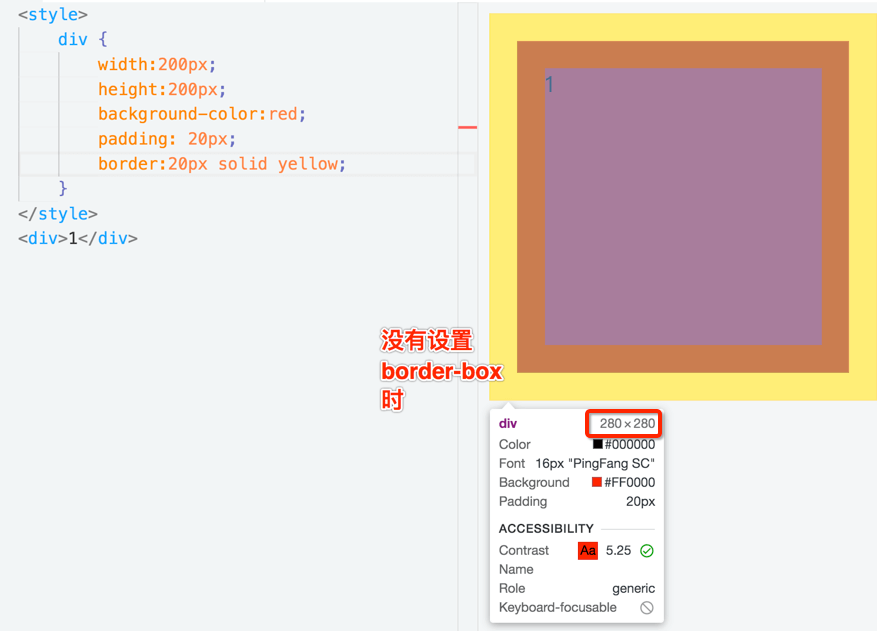 <style>
div {
width:200px;
height:200px;
background-color:red;
padding: 20px;
border:20px solid yellow;
}
</style>
<div>1</div>
1
没有设置
border-box
时
div 280 × 280
Color #000000
Font 16px "PingFang SC"
Background #FF0000
Padding 20px
ACCESSIBILITY
Contrast Aa 5.25
Name
Role generic
Keyboard-focusable